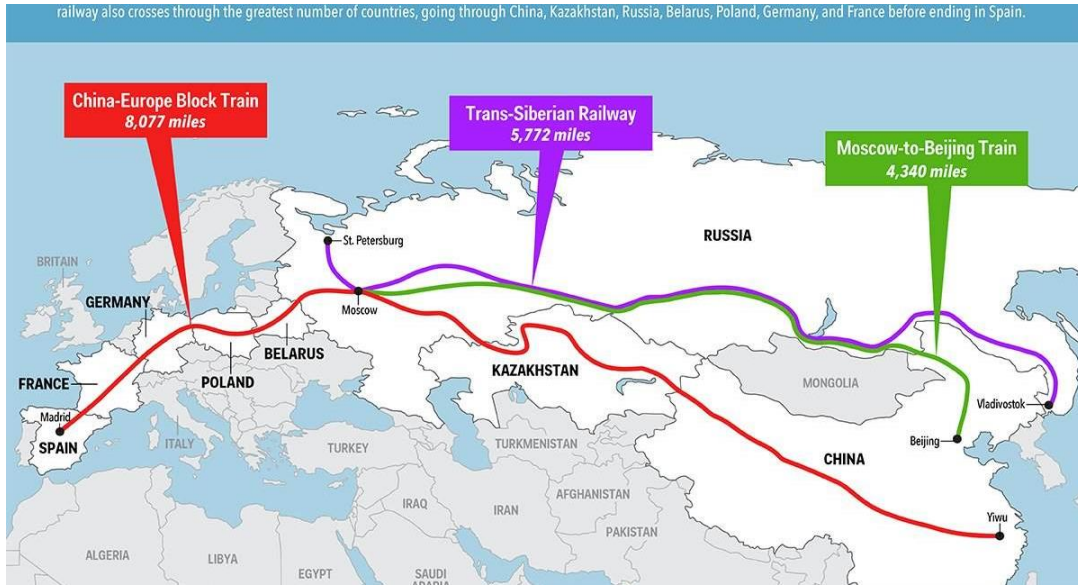 railway also crosses through the greatest number of countries, going through China, Kazakhstan, Russia, Belarus, Poland, Germany, and France before ending in Spain.
China-Europe Block Train
8,077 miles
Trans-Siberian Railway
5,772 miles
Moscow-to-Beijing Train
4,340 miles
RUSSIA
St. Petersburg
BRITAIN
GERMANY
Moscow
BELARUS
KAZAKHSTAN
POLAND
FRANCE
MONGOLIA
Vladivostok
Madrid
SPAIN
ITALY
TURKEY
TURKMENISTAN
Beijing
CHINA
AFGHANISTAN
IRAQ
IRAN
PAKISTAN
Yiwu
ALGERIA
LIBYA
EGYPT
SAUDI
ARABIA